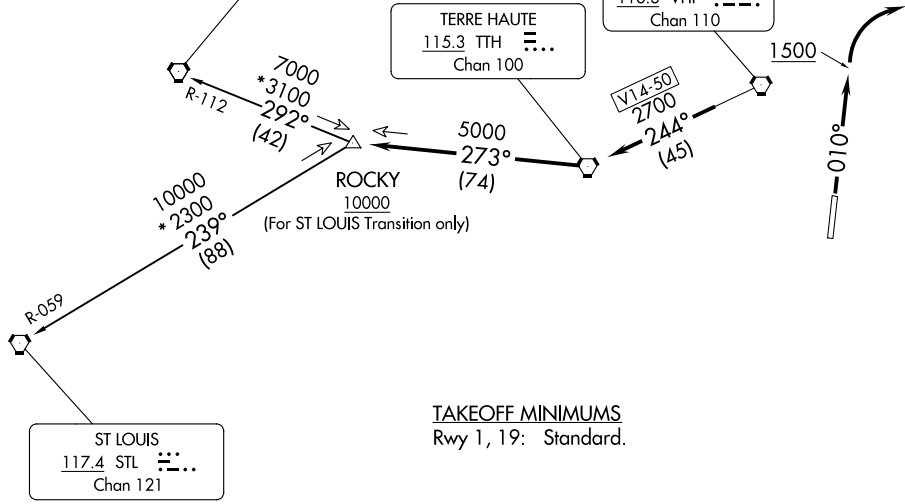 TERRE HAUTE
115.3 TTH
Chan 100
Chan 110
1500
7000
*3100
292°
(42)
R-112
V14-50
2700
244°
(45)
5000
273°
(74)
010°
ROCKY
10000
(For ST LOUIS Transition only)
10000
*2300
239°
(88)
R-059
TAKEOFF MINIMUMS
Rwy 1, 19: Standard.
ST LOUIS
117.4 STL
Chan 121